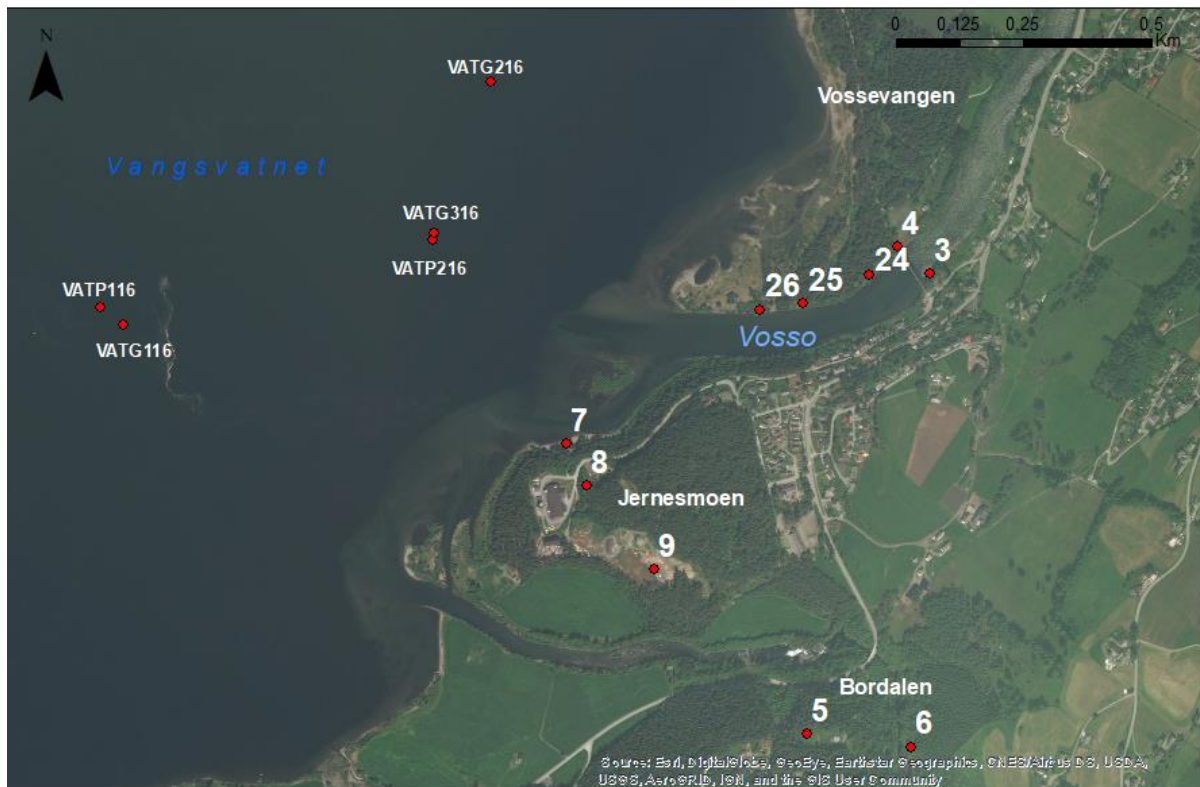 N
0 0,125 0,25 0,5
Km
VATG216
Vossevangen
Vangsvatnet
VATG316
4
VATP216
3
24
25
26
VATP116
VATG116
Vosso
7
8
Jernesmoen
9
Bordalen
5
6
Source: Esri, DigitalGlobe, GeoEye, Earthstar Geographics, CNES/Airbus DS, USDA,
USGS, AeroGRID, IGN, and the GIS User Community